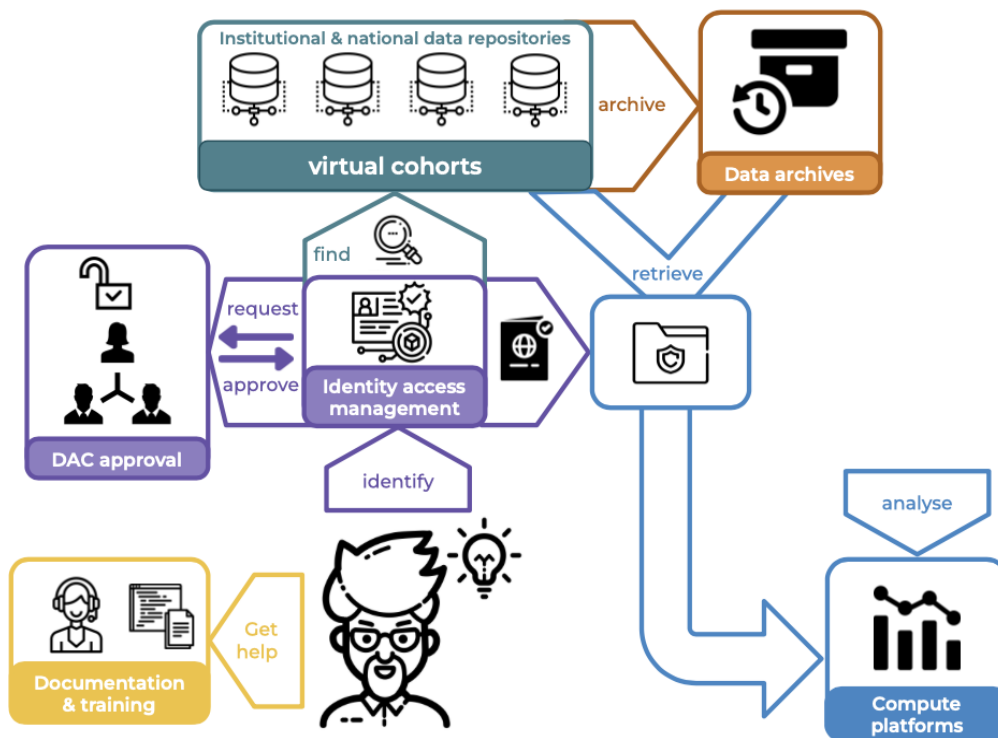 Institutional & national data repositories
virtual cohorts
archive
Data archives
find
retrieve
request
approve
Identity access
management
DAC approval
identify
analyse
Get
help
Documentation
& training
Compute
platforms